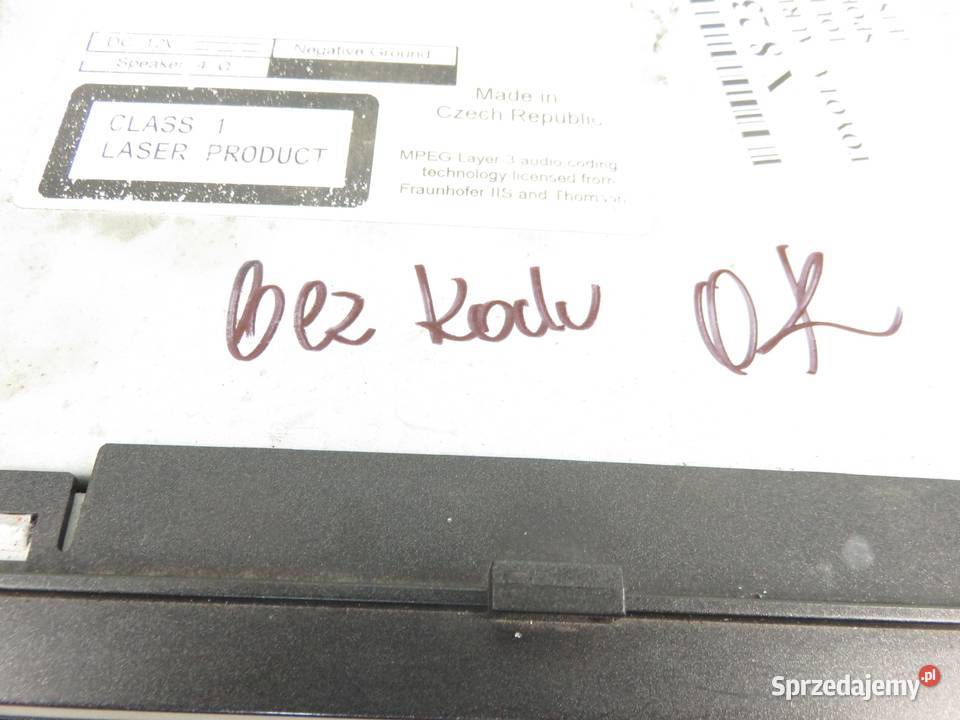 DC 12V
Negative Ground
Speaker 4 Ω
CLASS 1
LASER PRODUCT
Made in
Czech Republic
MPEG Layer-3 audio coding
technology licensed from
Fraunhofer IIS and Thomson
TOYOTA
bez kodu OK
Sprzedajemy.pl